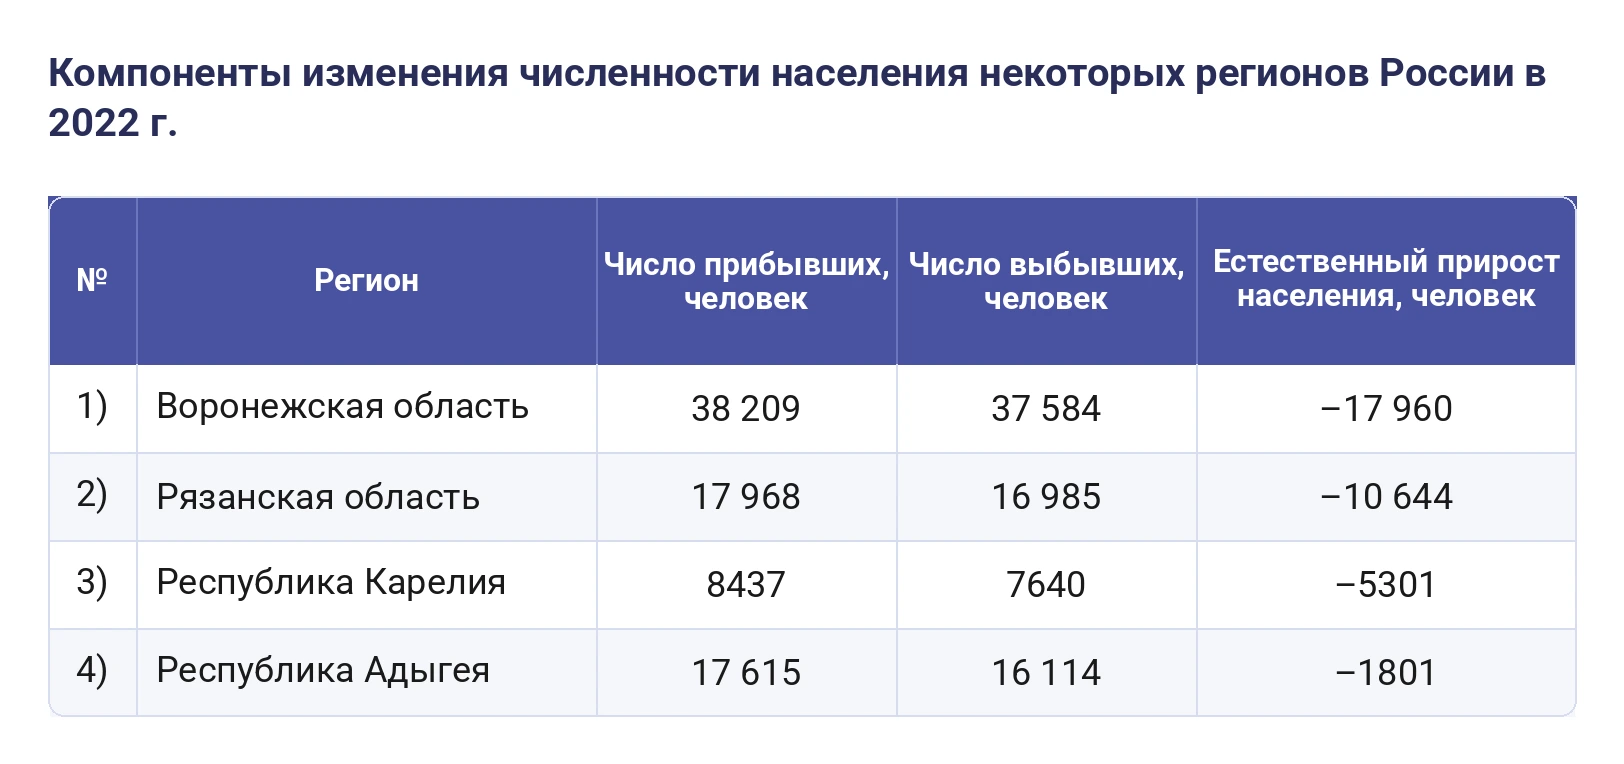 Компоненты изменения численности населения некоторых регионов России в
2022 г.
№ Регион Число прибывших, человек Число выбывших, человек Естественный прирост населения, человек
1) Воронежская область 38 209 37 584 –17 960
2) Рязанская область 17 968 16 985 –10 644
3) Республика Карелия 8437 7640 –5301
4) Республика Адыгея 17 615 16 114 –1801